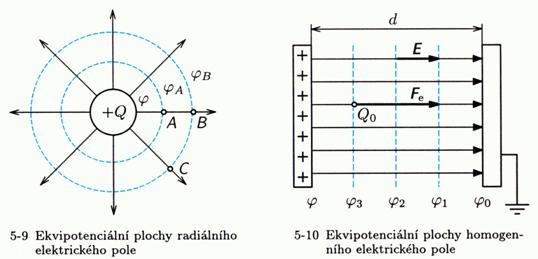 φ
φA
φB
+Q
A
B
C
d
E
Fe
Q0
+
+
+
+
+
+
φ
φ3
φ2
φ1
φ0
5-9 Ekvipotenciální plochy radiálního
elektrického pole
5-10 Ekvipotenciální plochy homogen-
ního elektrického pole